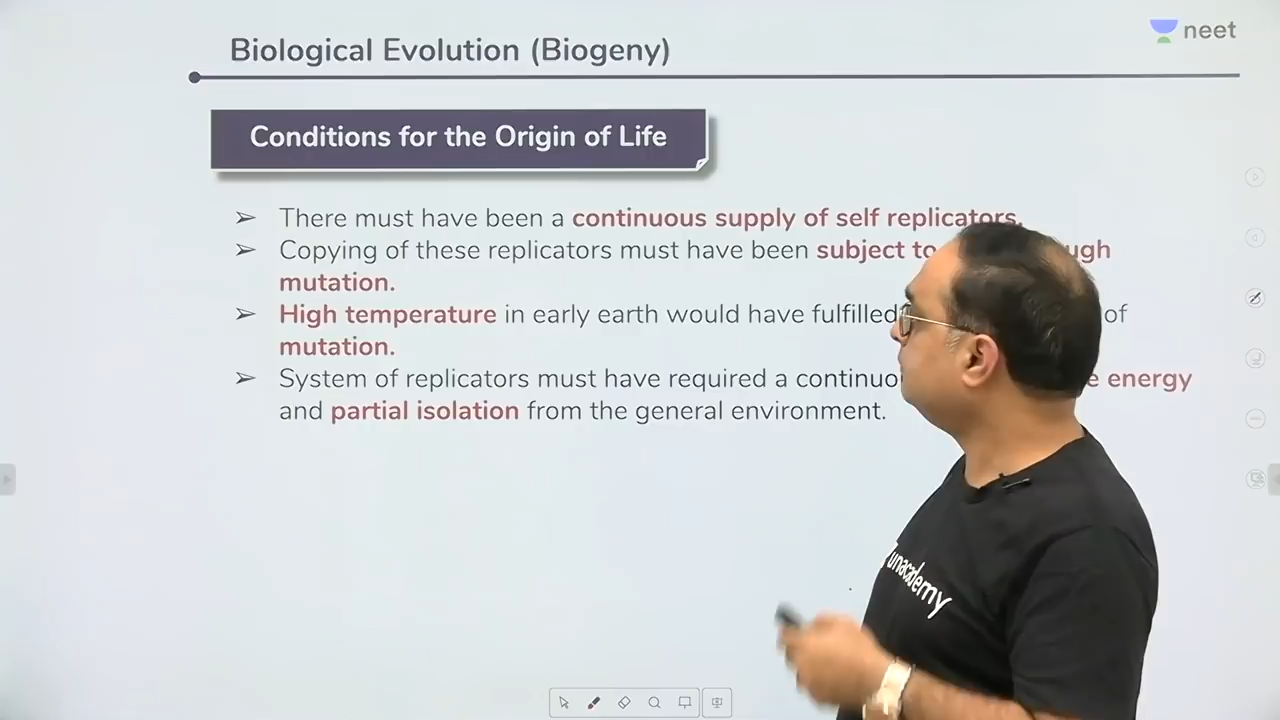 Biological Evolution (Biogeny)
neet
Conditions for the Origin of Life
➢ There must have been a continuous supply of self replicators.
➢ Copying of these replicators must have been subject to
mutation.
➢ High temperature in early earth would have fulfilled of
mutation.
➢ System of replicators must have required a energy
and partial isolation from the general environment.
unacademy